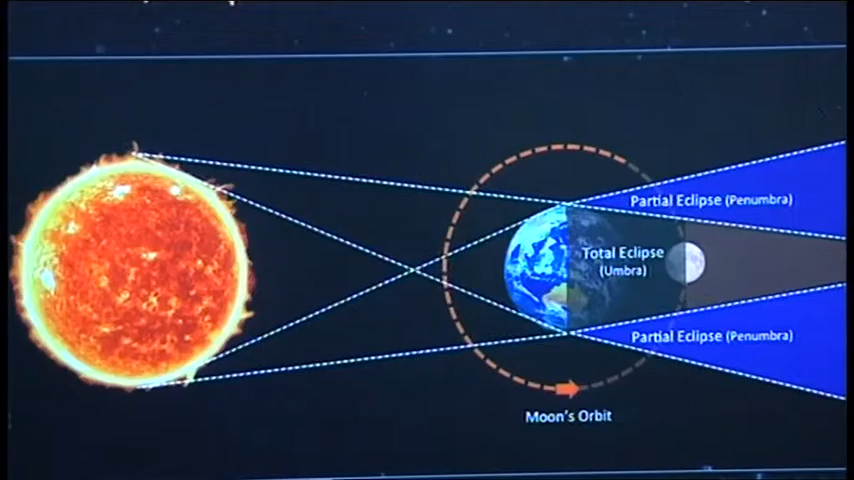 Partial Eclipse (Penumbra)
Total Eclipse
(Umbra)
Partial Eclipse (Penumbra)
Moon's Orbit